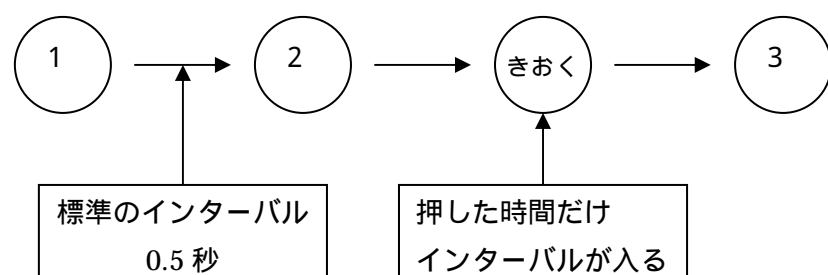 1
2
きおく
3
標準のインターバル
0.5 秒
押した時間だけ
インターバルが入る